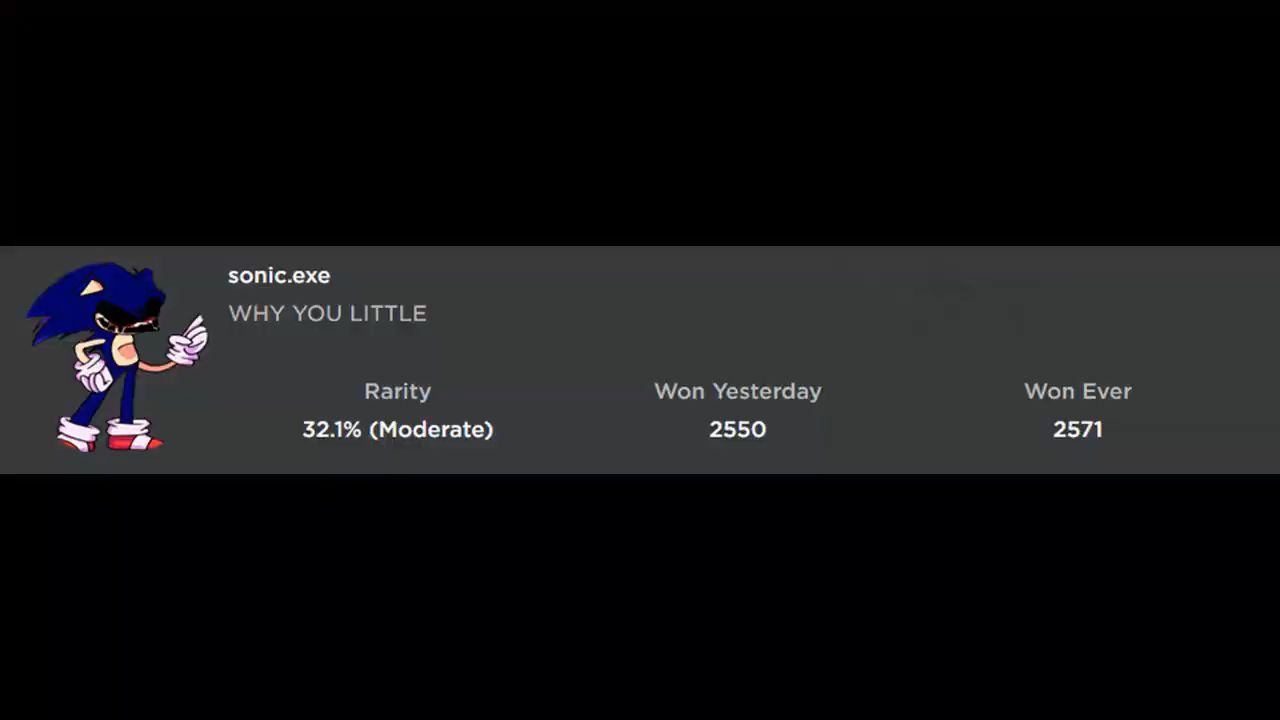 sonic.exe
WHY YOU LITTLE
Rarity Won Yesterday Won Ever
32.1% (Moderate) 2550 2571